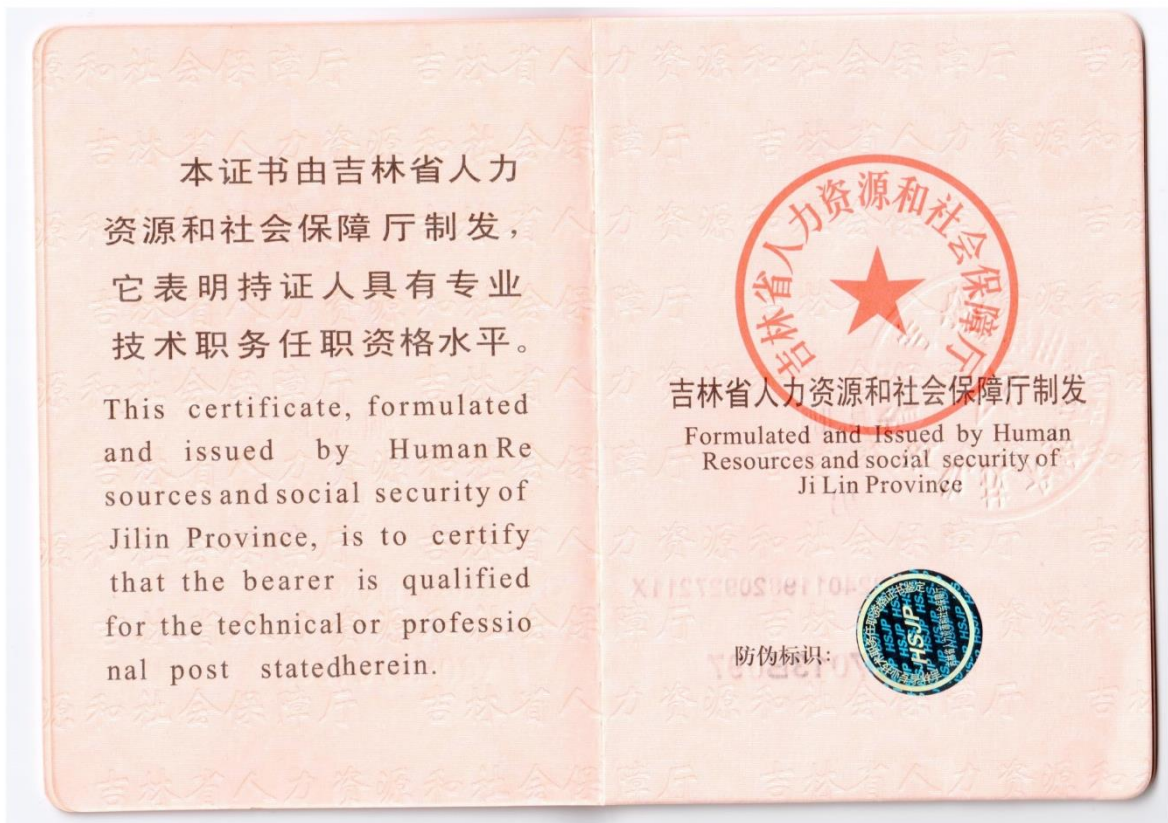 本证书由吉林省人力
资源和社会保障厅制发，
它表明持证人具有专业
技术职务任职资格水平。
This certificate, formulated
and issued by Human Re
sources and social security of
Jilin Province, is to certify
that the bearer is qualified
for the technical or professio
nal post statedherein.
吉林省人力资源和社会保障厅
吉林省人力资源和社会保障厅制发
Formulated and Issued by Human
Resources and social security of
Ji Lin Province
防伪标识：
HSJP